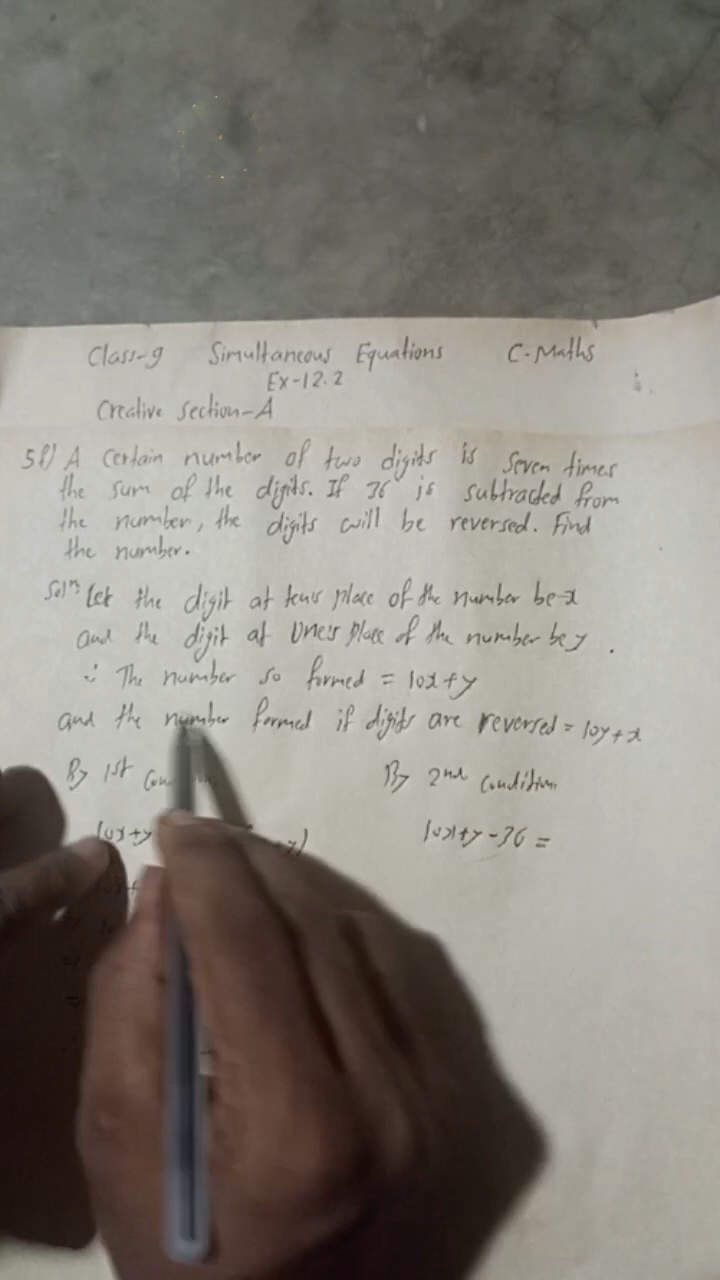 Class-9 Simultaneous Equations C-Maths
Ex-12.2
Creative Section-A
5f) A certain number of two digits is seven times
the sum of the digits. If 36 is subtracted from
the number, the digits will be reversed. Find
the number.
Solⁿ Let the digit at tens place of the number be x
and the digit at one's place of the number be y.
∴ The number so formed = 10x+y
and the number formed if digits are reversed = 10y+x
By 1st By 2nd Condition
10x+y 10x+y-36 =